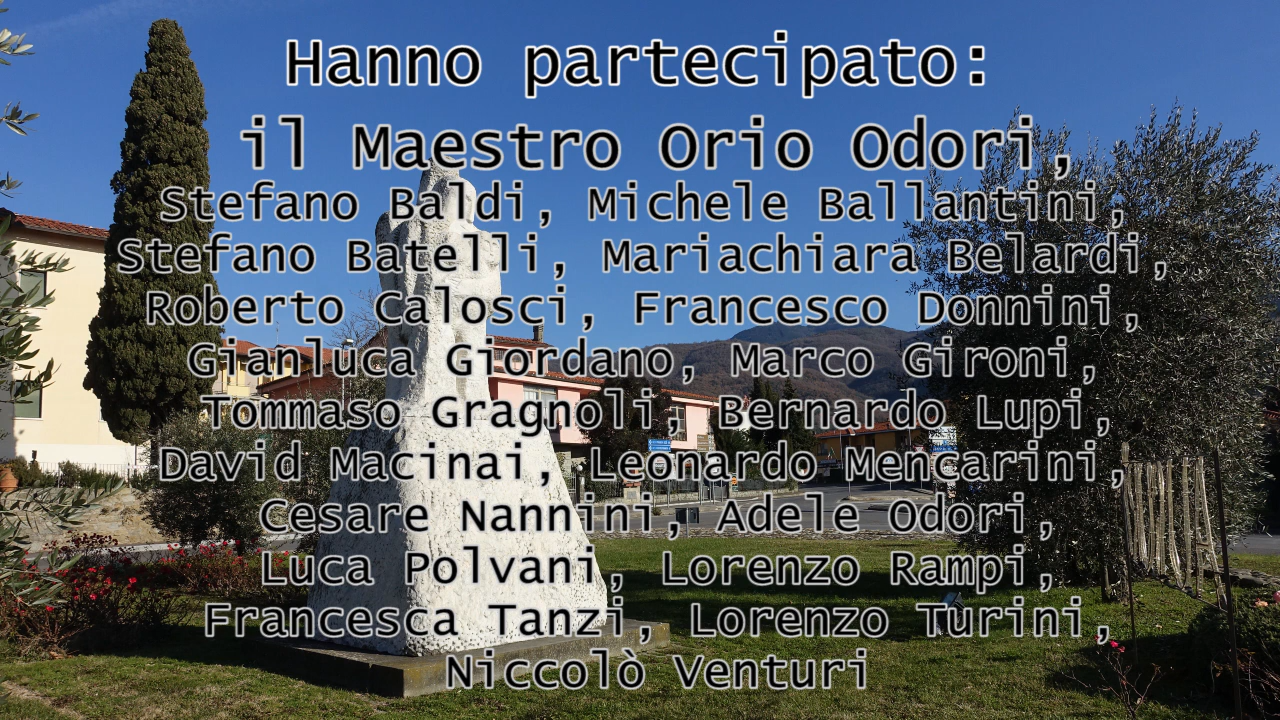 Hanno partecipato:
il Maestro Orio Odori,
Stefano Baldi, Michele Ballantini,
Stefano Batelli, Mariachiara Belardi,
Roberto Calosci, Francesco Donnini,
Gianluca Giordano, Marco Gironi,
Tommaso Gragnoli, Bernardo Lupi,
David Macinai, Leonardo Mencarini,
Cesare Nannini, Adele Odori,
Luca Polvani, Lorenzo Rampi,
Francesca Tanzi, Lorenzo Turini,
Niccolò Venturi